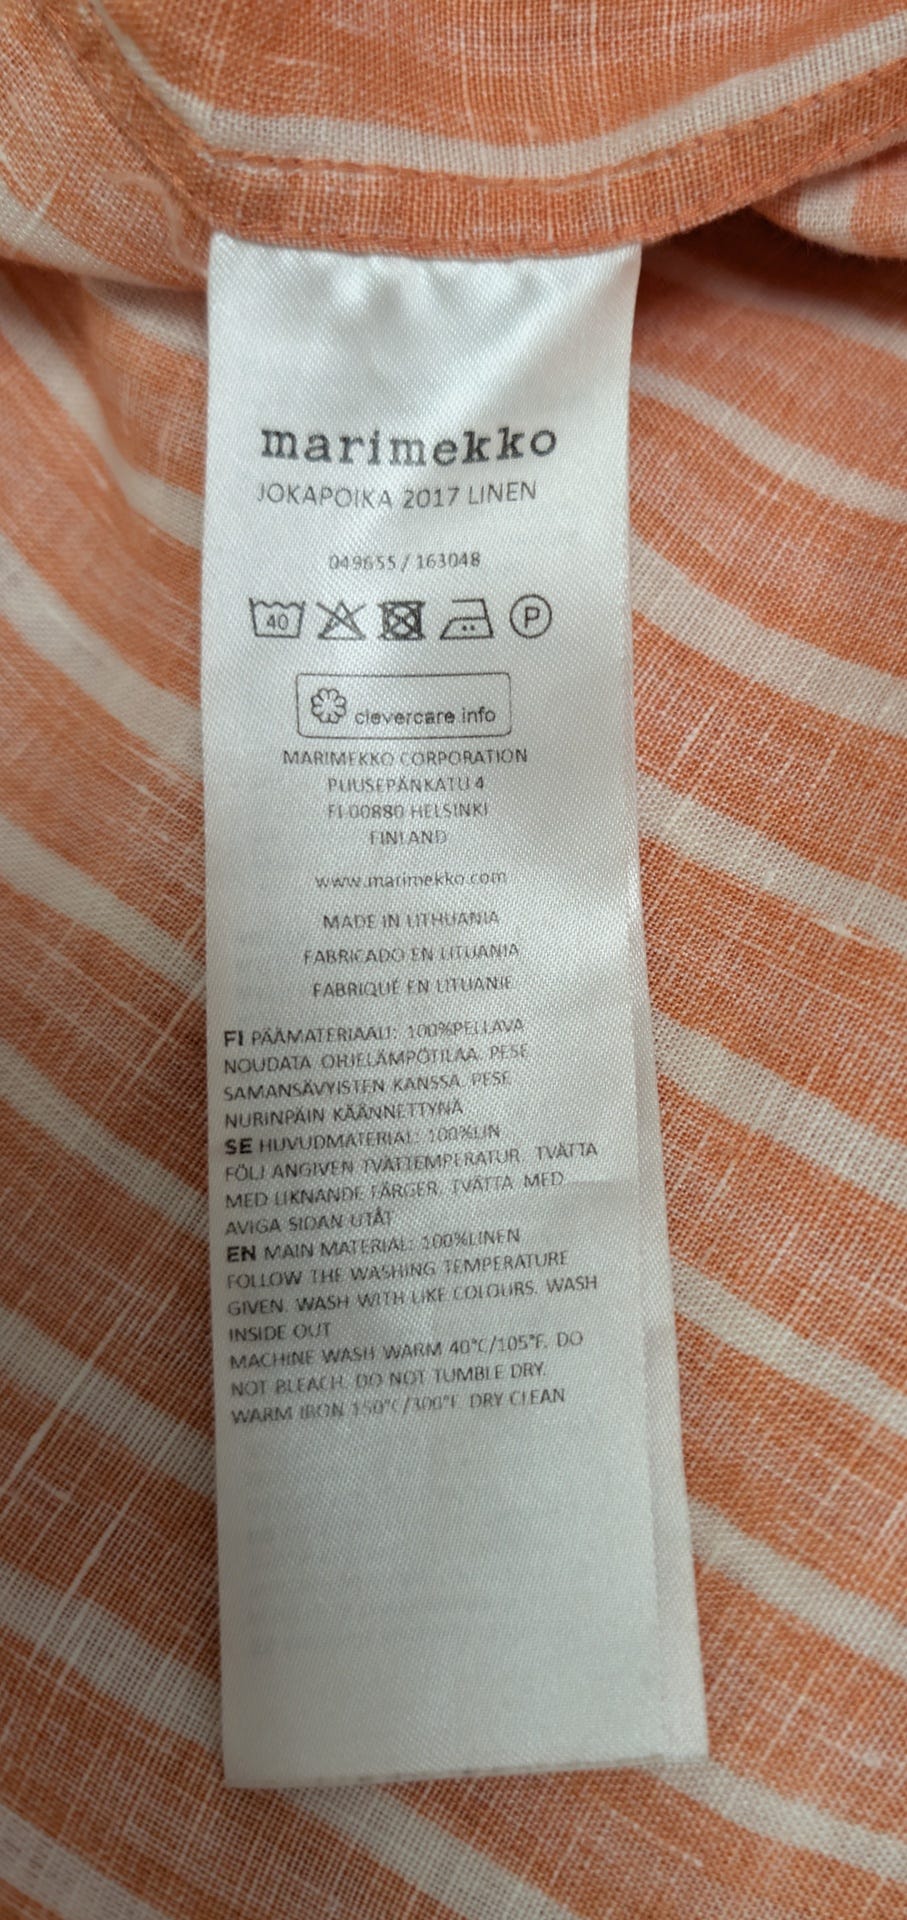 marimekko
JOKAPOIKA 2017 LINEN
049655 / 163048
40 P
clevercare.info
MARIMEKKO CORPORATION
PUUSEPÄNKATU 4
FI-00880 HELSINKI
FINLAND
www.marimekko.com
MADE IN LITHUANIA
FABRICADO EN LITUANIA
FABRIQUÉ EN LITUANIE
FI PÄÄMATERIAALI: 100%PELLAVA
NOUDATA OHJELÄMPÖTILAA. PESE
SAMANSÄVYISTEN KANSSA. PESE
NURINPÄIN KÄÄNNETTYNÄ
SE HUVUDMATERIAL: 100%LIN
FÖLJ ANGIVEN TVÄTTEMPERATUR. TVÄTTA
MED LIKNANDE FÄRGER. TVÄTTA MED
AVIGA SIDAN UTÅT
EN MAIN MATERIAL: 100%LINEN
FOLLOW THE WASHING TEMPERATURE
GIVEN. WASH WITH LIKE COLOURS. WASH
INSIDE OUT
MACHINE WASH WARM 40°C/105°F. DO
NOT BLEACH. DO NOT TUMBLE DRY.
WARM IRON 150°C/300°F. DRY CLEAN